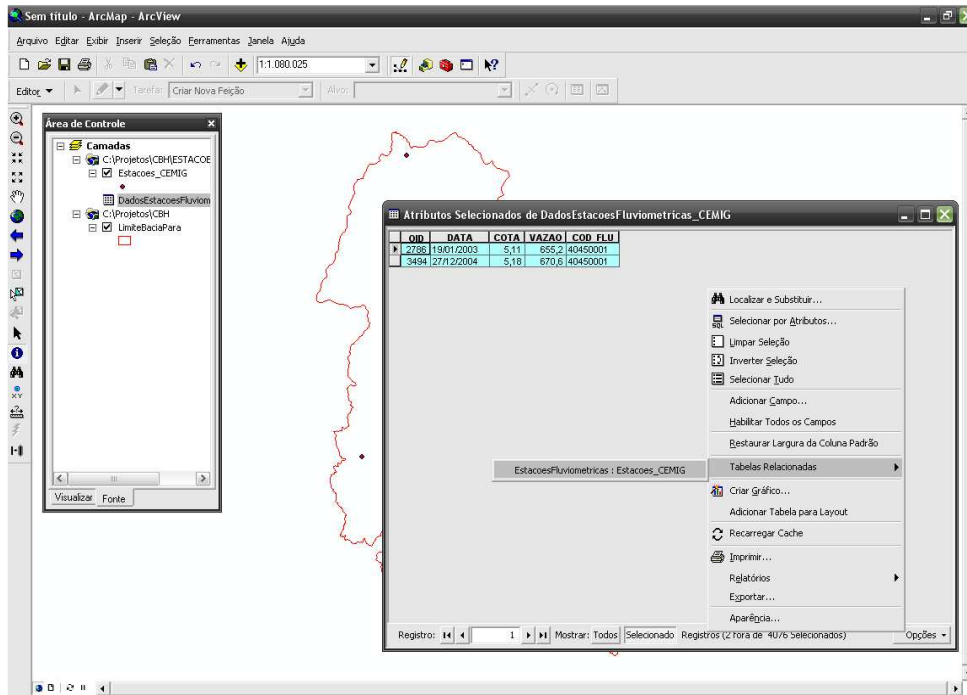 Sem título - ArcMap - ArcView
Arquivo Editar Exibir Inserir Seleção Ferramentas Janela Ajuda
1:1.080.025
Editor Tarefa: Criar Nova Feição Alvo:
Área de Controle
Camadas
C:\Projetos\CBH\ESTACOE
Estacoes_CEMIG
DadosEstacoesFluviom
C:\Projetos\CBH
LimiteBaciaPara
Visualizar Fonte
Atributos Selecionados de DadosEstacoesFluviometricas_CEMIG
OID DATA COTA VAZAO COD_FLU
2786 19/01/2003 5,11 655,2 40450001
3494 27/12/2004 5,18 670,6 40450001
Localizar e Substituir...
Selecionar por Atributos...
Limpar Seleção
Inverter Seleção
Selecionar Tudo
Adicionar Campo...
Habilitar Todos os Campos
Restaurar Largura da Coluna Padrão
Tabelas Relacionadas
EstacoesFluviometricas : Estacoes_CEMIG
Criar Gráfico...
Adicionar Tabela para Layout
Recarregar Cache
Imprimir...
Relatórios
Exportar...
Aparência...
Registro: 1 Mostrar: Todos Selecionado Registros (2 fora de 4076 Selecionados) Opções